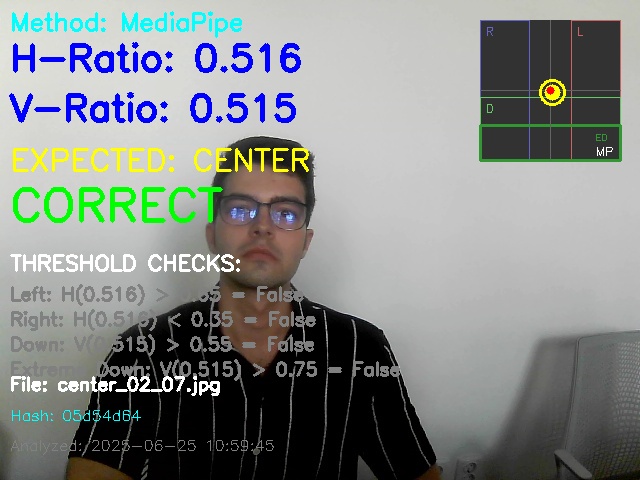 Method: MediaPipe
H-Ratio: 0.516
V-Ratio: 0.515
EXPECTED: CENTER
CORRECT
THRESHOLD CHECKS:
Left: H(0.516) > = False
Right: H(0.516) < 0.35 = False
Down: V(0.515) > 0.55 = False
Extreme Down: V(0.515) > 0.75 = False
File: center_02_07.jpg
Hash: 05d54d64
Analyzed: 2025-06-25 10:59:45
R L
D
ED
MP